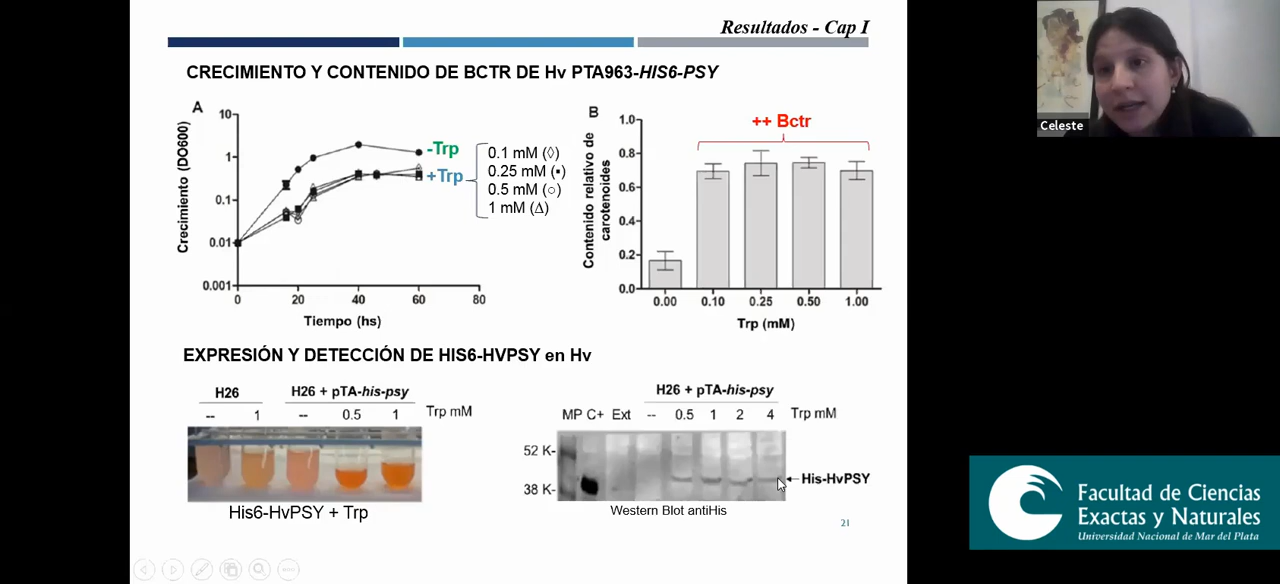 Resultados - Cap I
CRECIMIENTO Y CONTENIDO DE BCTR DE Hv PTA963-HIS6-PSY
A
Crecimiento (DO600)
10
1
0.1
0.01
0.001
0 20 40 60 80
Tiempo (hs)
-Trp
+Trp
0.1 mM (◊)
0.25 mM (▪)
0.5 mM (○)
1 mM (Δ)
B
++ Bctr
Contenido relativo de
carotenoides
1.0
0.8
0.6
0.4
0.2
0.0
0.00 0.10 0.25 0.50 1.00
Trp (mM)
EXPRESIÓN Y DETECCIÓN DE HIS6-HVPSY en Hv
H26 H26 + pTA-his-psy
-- 1 -- 0.5 1 Trp mM
His6-HvPSY + Trp
H26 + pTA-his-psy
MP C+ Ext -- 0.5 1 2 4 Trp mM
52 K-
38 K-
His-HvPSY
Western Blot antiHis
21
Celeste
Facultad de Ciencias
Exactas y Naturales
Universidad Nacional de Mar del Plata